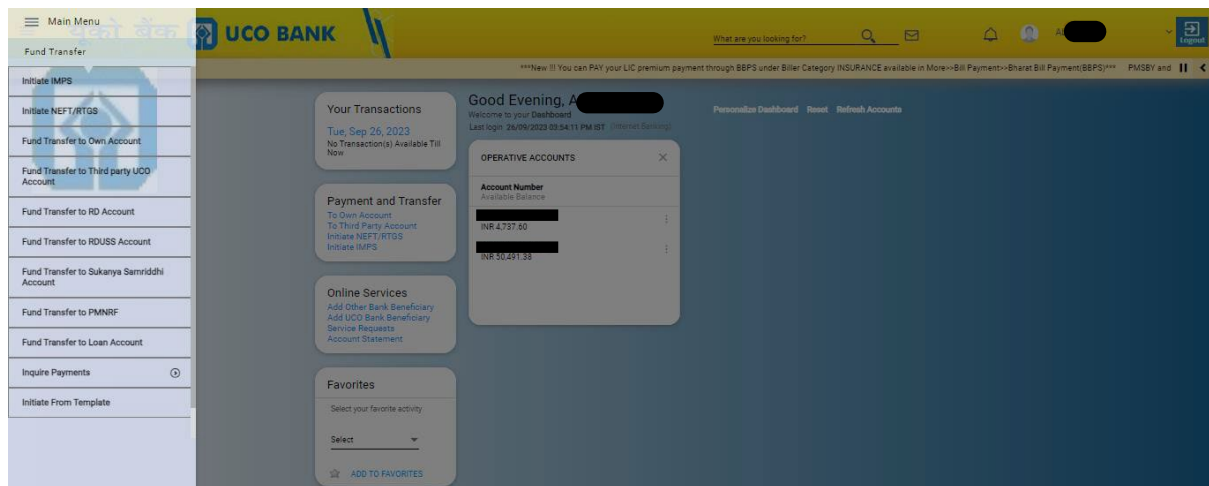 Main Menu
यूको बैंक
UCO BANK
What are you looking for?
Logout
Fund Transfer
***New !!! You can PAY your LIC premium payment through BBPS under Biller Category INSURANCE available in More>>Bill Payment>>Bharat Bill Payment(BBPS)*** PMSBY and
Initiate IMPS
Initiate NEFT/RTGS
Fund Transfer to Own Account
Fund Transfer to Third party UCO
Account
Fund Transfer to RD Account
Fund Transfer to RDUSS Account
Fund Transfer to Sukanya Samriddhi
Account
Fund Transfer to PMNRF
Fund Transfer to Loan Account
Inquire Payments
Initiate From Template
Your Transactions
Tue, Sep 26, 2023
No Transaction(s) Available Till
Now
Payment and Transfer
To Own Account
To Third Party Account
Initiate NEFT/RTGS
Initiate IMPS
Online Services
Add Other Bank Beneficiary
Add UCO Bank Beneficiary
Service Requests
Account Statement
Favorites
Select your favorite activity
Select
ADD TO FAVORITES
Good Evening, A
Welcome to your Dashboard
Last login 26/09/2023 03:54:11 PM IST (Internet Banking)
OPERATIVE ACCOUNTS
Account Number
Available Balance
INR 4,737.60
INR 50,491.38
Personalize Dashboard Reset Refresh Accounts